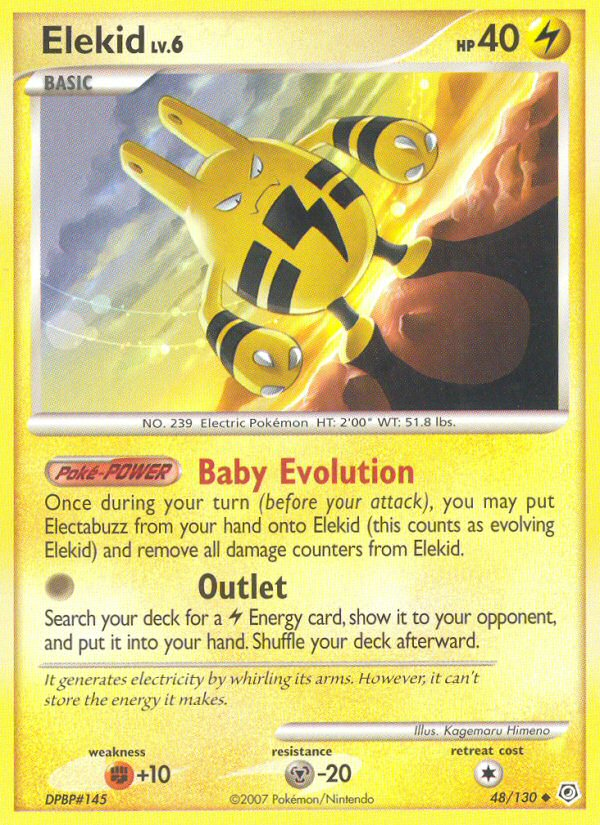 Elekid LV.6
HP 40
BASIC
NO. 239 Electric Pokémon HT: 2'00" WT: 51.8 lbs.
Poké-POWER Baby Evolution
Once during your turn (before your attack), you may put
Electabuzz from your hand onto Elekid (this counts as evolving
Elekid) and remove all damage counters from Elekid.
Outlet
Search your deck for a Energy card, show it to your opponent,
and put it into your hand. Shuffle your deck afterward.
It generates electricity by whirling its arms. However, it can't
store the energy it makes.
Illus. Kagemaru Himeno
weakness resistance retreat cost
+10 -20
DPBP#145 ©2007 Pokémon/Nintendo 48/130